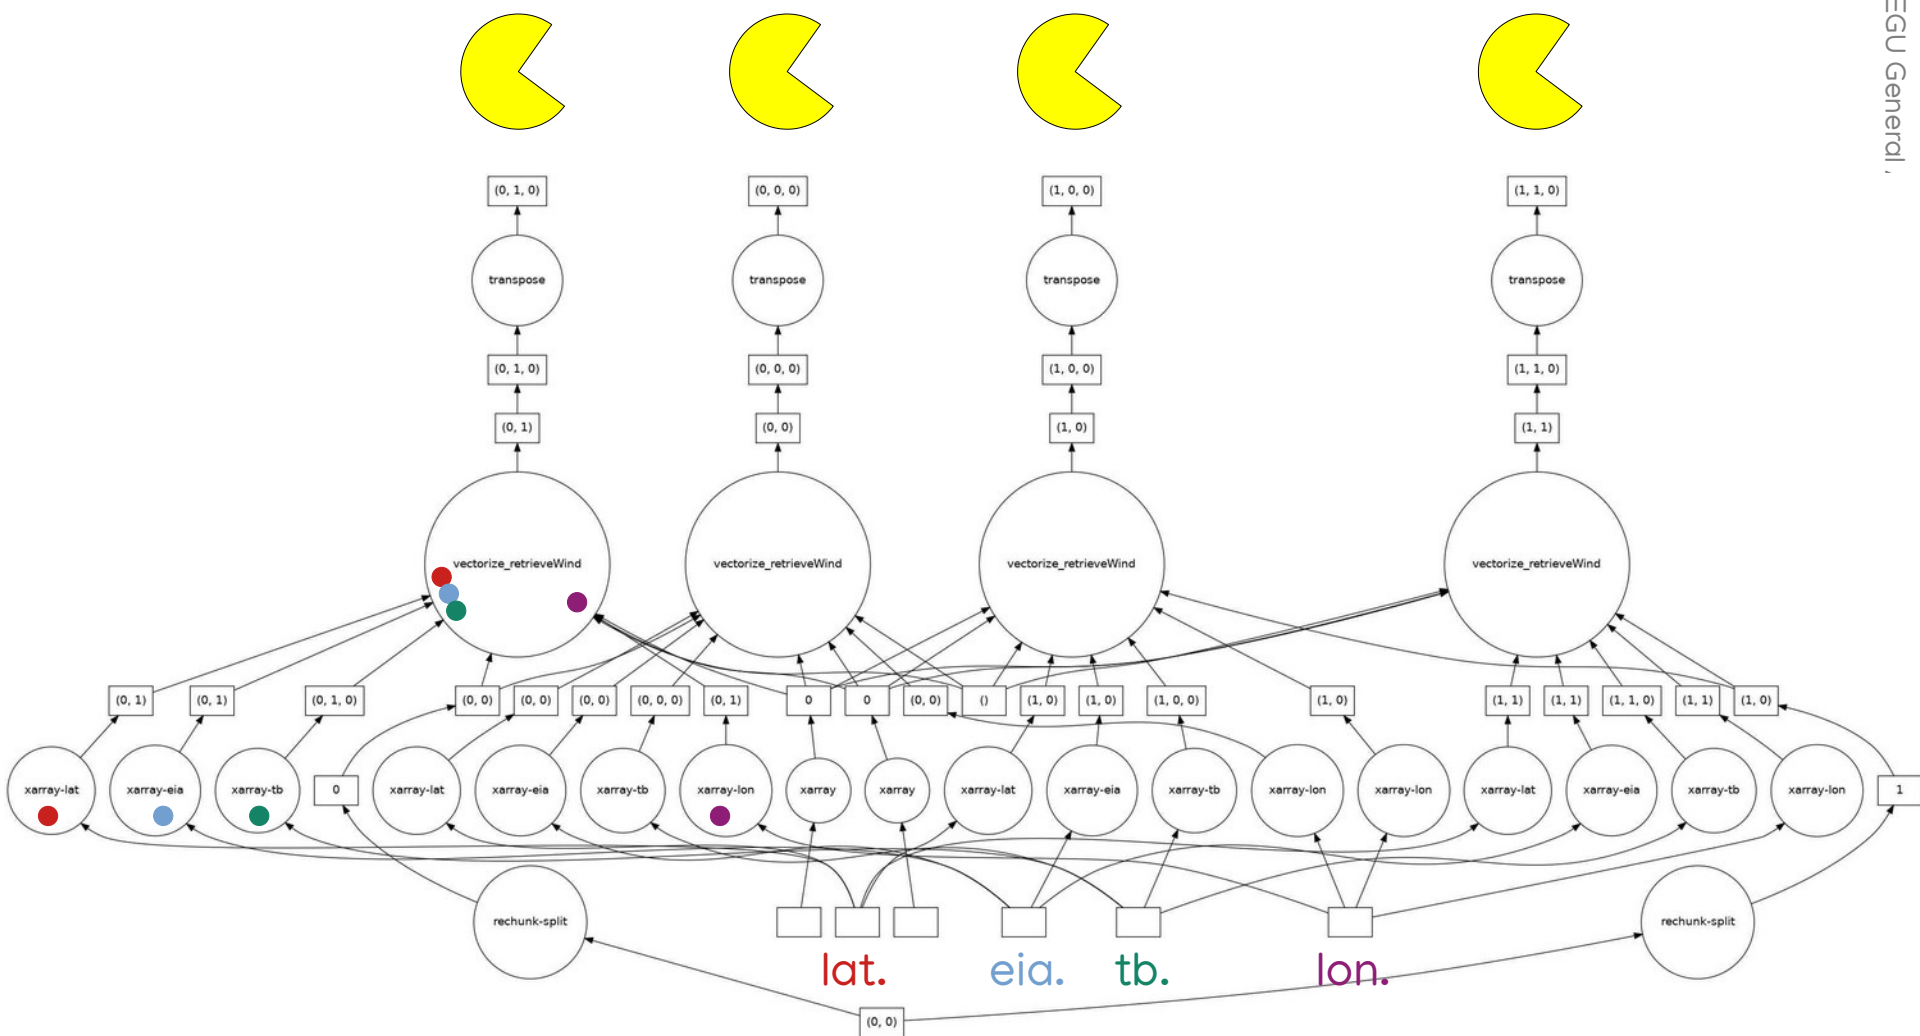 EGU General
(0, 1, 0) (0, 0, 0) (1, 0, 0) (1, 1, 0)
transpose transpose transpose transpose
(0, 1, 0) (0, 0, 0) (1, 0, 0) (1, 1, 0)
(0, 1) (0, 0) (1, 0) (1, 1)
vectorize_retrieveWind vectorize_retrieveWind vectorize_retrieveWind vectorize_retrieveWind
(0, 1) (0, 1) (0, 1, 0) (0, 0) (0, 0) (0, 0) (0, 0, 0) (0, 1) 0 0 (0, 0) () (1, 0) (1, 0) (1, 0, 0) (1, 0) (1, 1) (1, 1) (1, 1, 0) (1, 1) (1, 0)
xarray-lat xarray-eia xarray-tb 0 xarray-lat xarray-eia xarray-tb xarray-lon xarray xarray xarray-lat xarray-eia xarray-tb xarray-lon xarray-lon xarray-lat xarray-eia xarray-tb xarray-lon 1
rechunk-split rechunk-split
lat. eia. tb. lon.
(0, 0)